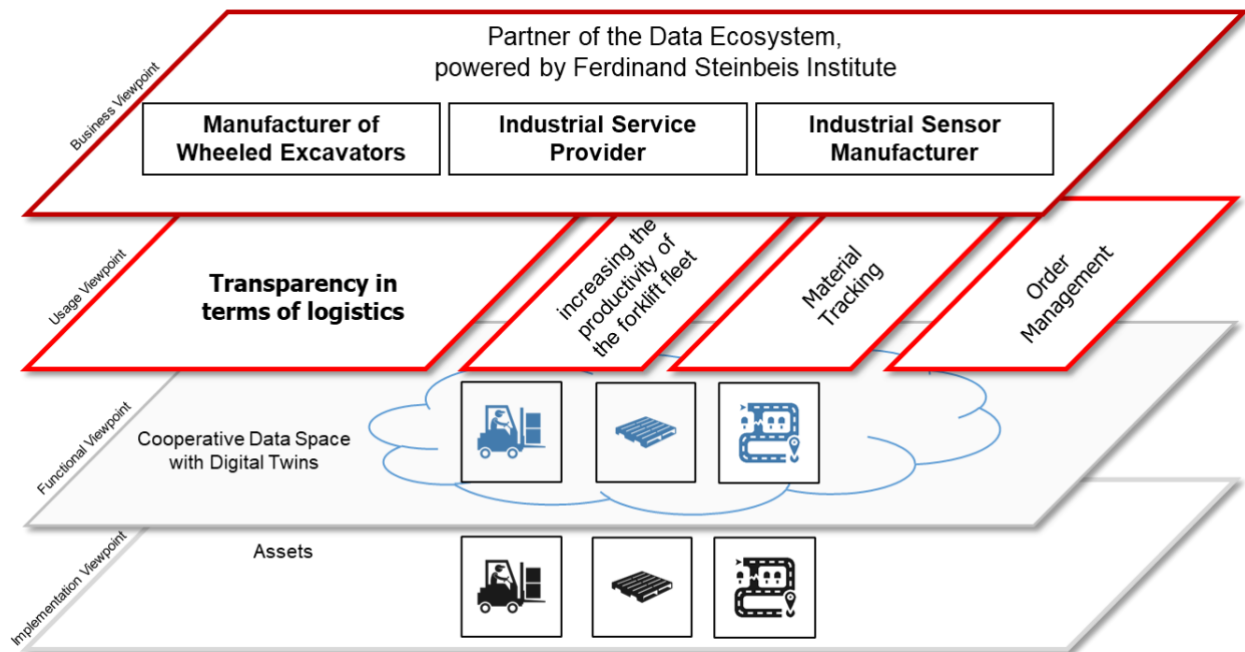 Business Viewpoint
Partner of the Data Ecosystem,
powered by Ferdinand Steinbeis Institute
Manufacturer of
Wheeled Excavators
Industrial Service
Provider
Industrial Sensor
Manufacturer
Usage Viewpoint
Transparency in
terms of logistics
increasing the
productivity of
the forklift fleet
Material
Tracking
Order
Management
Functional Viewpoint
Cooperative Data Space
with Digital Twins
Implementation Viewpoint
Assets